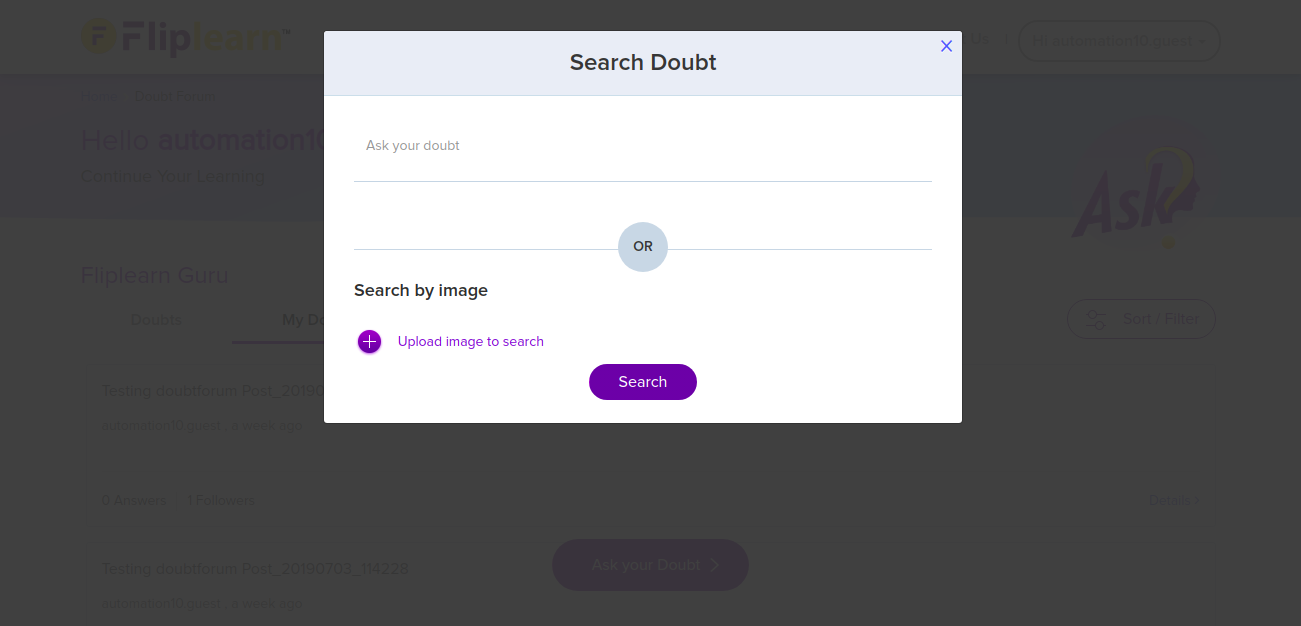 Fliplearn™
Us | Hi automation10.guest
Home Doubt Forum
Search Doubt
Hello automation10
Continue Your Learning
Ask your doubt
Ask?
OR
Fliplearn Guru
Search by image
Doubts
My Do
Sort / Filter
Upload image to search
Search
Testing doubtforum Post_20190
automation10.guest a week ago
0 Answers 1 Followers
Details >
Testing doubtforum Post_20190703_114228
Ask your Doubt >
automation10.guest a week ago